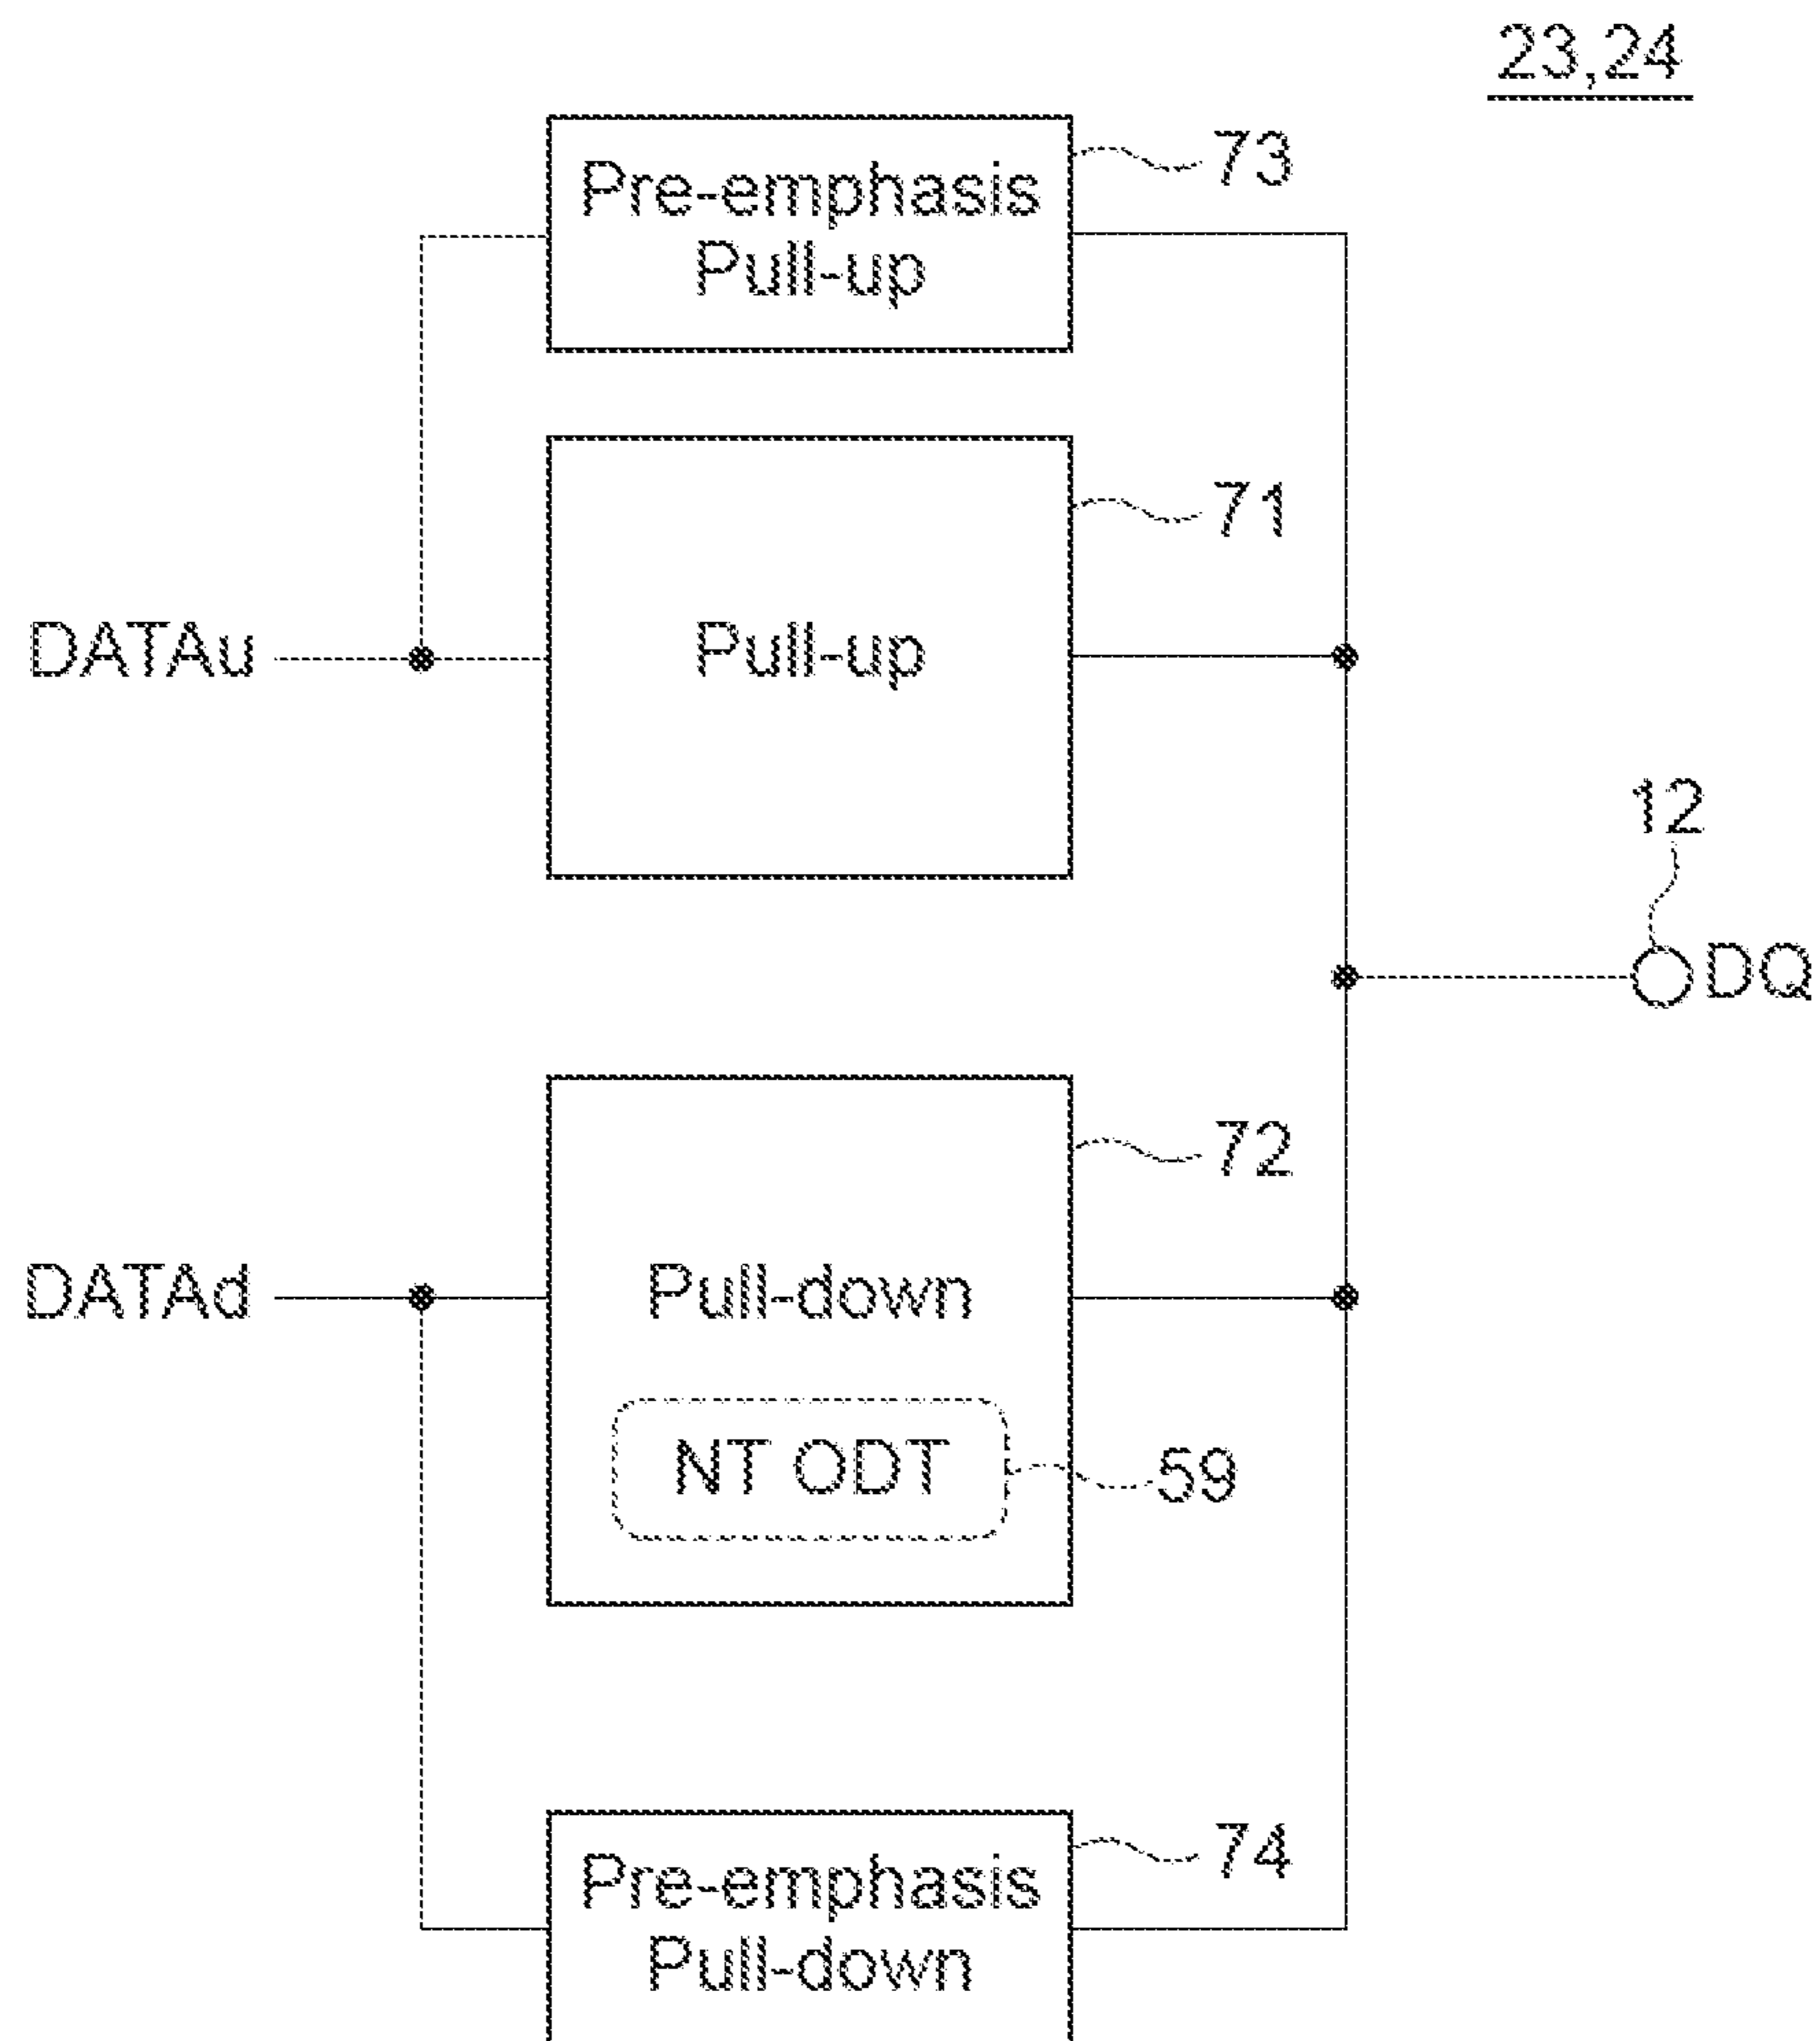 23,24
Pre-emphasis
Pull-up
73
71
DATAu
Pull-up
12
DQ
72
DATAd
Pull-down
NT ODT
59
74
Pre-emphasis
Pull-down